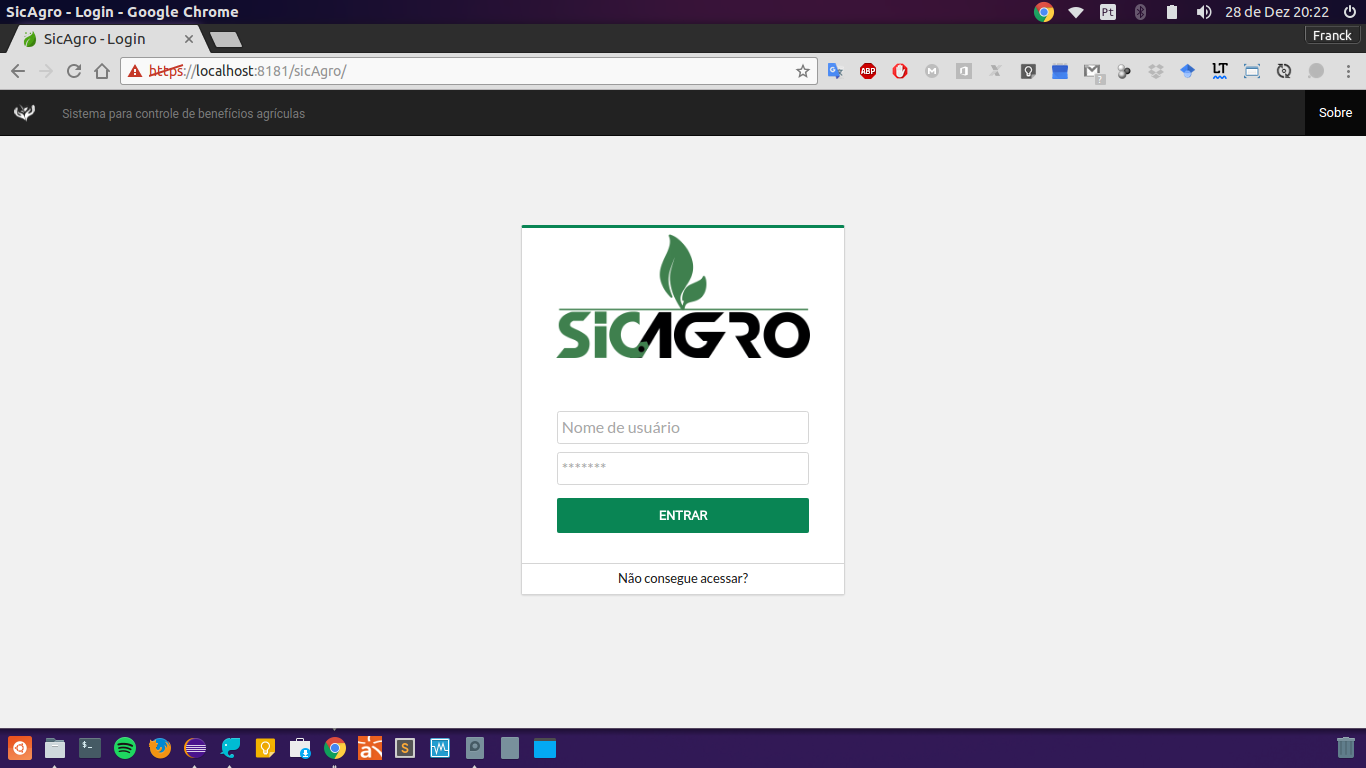 SicAgro - Login - Google Chrome
Pt
28 de Dez 20:22
SicAgro - Login
Franck
https://localhost:8181/sicAgro/
ABP
LT
Sistema para controle de benefícios agrículas
Sobre
SiCAGRO
Nome de usuário
*******
ENTRAR
Não consegue acessar?